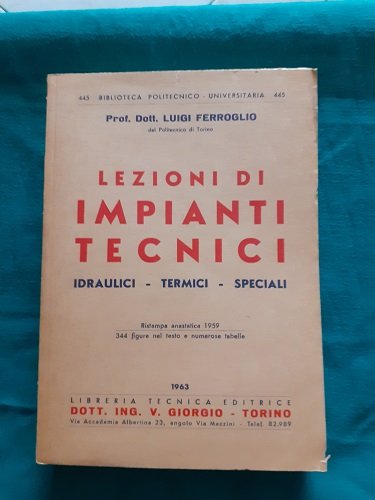 445 BIBLIOTECA POLITECNICO - UNIVERSITARIA 445
Prof. Dott. LUIGI FERROGLIO
del Politecnico di Torino
LEZIONI DI
IMPIANTI
TECNICI
IDRAULICI - TERMICI - SPECIALI
Ristampa anastatica 1959
344 figure nel testo e numerose tabelle
1963
LIBRERIA TECNICA EDITRICE
DOTT. ING. V. GIORGIO - TORINO
Via Accademia Albertina 23, angolo Via Mazzini - Telef. 82.989